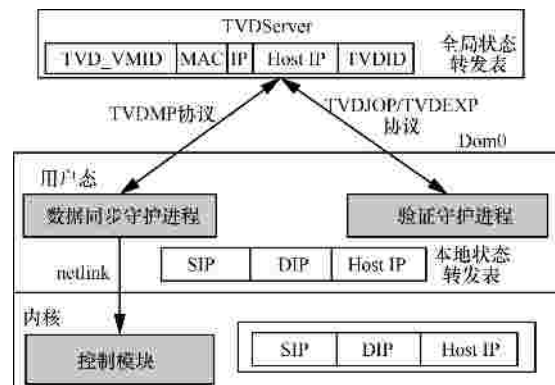 TVDServer
TVD_VMID MAC IP Host IP TVDID
全局状态
转发表
TVDMP协议
TVDJOP/TVDEXP
协议
Dom0
用户态
数据同步守护进程
验证守护进程
netlink
SIP DIP Host IP
本地状态
转发表
内核
控制模块
SIP DIP Host IP